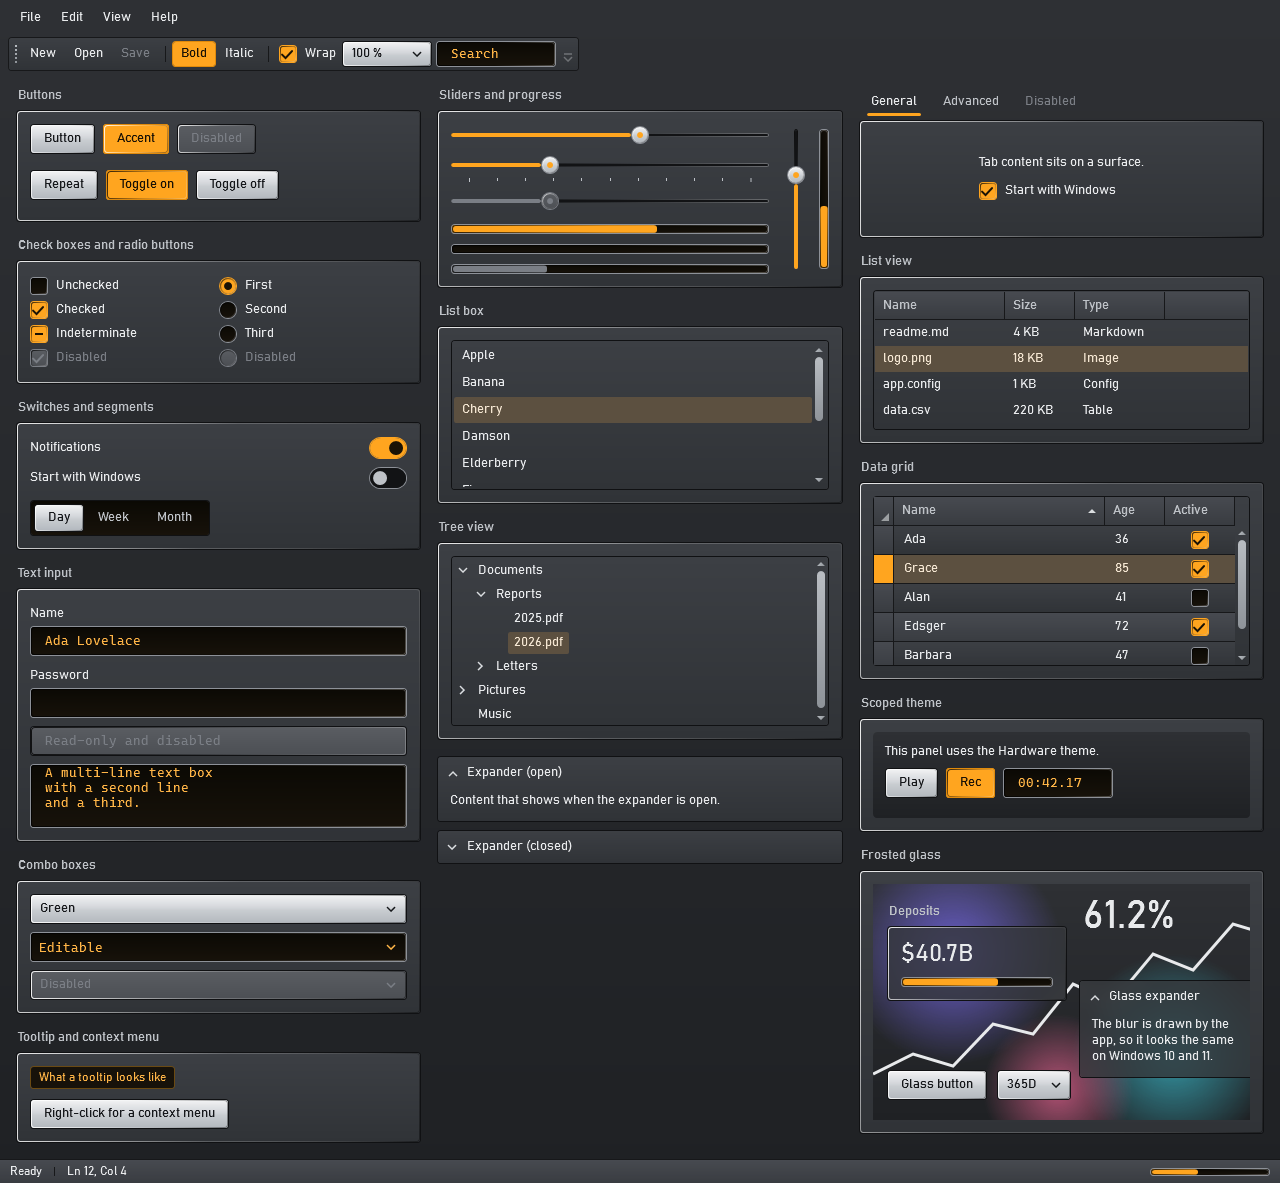 File Edit View Help
New Open Save Bold Italic Wrap 100 % Search
Buttons
Button Accent Disabled
Repeat Toggle on Toggle off
Check boxes and radio buttons
Unchecked First
Checked Second
Indeterminate Third
Disabled Disabled
Switches and segments
Notifications
Start with Windows
Day Week Month
Text input
Name
Ada Lovelace
Password
Read-only and disabled
A multi-line text box
with a second line
and a third.
Combo boxes
Green
Editable
Disabled
Tooltip and context menu
What a tooltip looks like
Right-click for a context menu
Sliders and progress
List box
Apple
Banana
Cherry
Damson
Elderberry
Tree view
Documents
Reports
2025.pdf
2026.pdf
Letters
Pictures
Music
Expander (open)
Content that shows when the expander is open.
Expander (closed)
General Advanced Disabled
Tab content sits on a surface.
Start with Windows
List view
Name Size Type
readme.md 4 KB Markdown
logo.png 18 KB Image
app.config 1 KB Config
data.csv 220 KB Table
Data grid
Name Age Active
Ada 36
Grace 85
Alan 41
Edsger 72
Barbara 47
Scoped theme
This panel uses the Hardware theme.
Play Rec 00:42.17
Frosted glass
Deposits
61.2%
$40.7B
Glass expander
The blur is drawn by the
app, so it looks the same
on Windows 10 and 11.
Glass button 365D
Ready Ln 12, Col 4